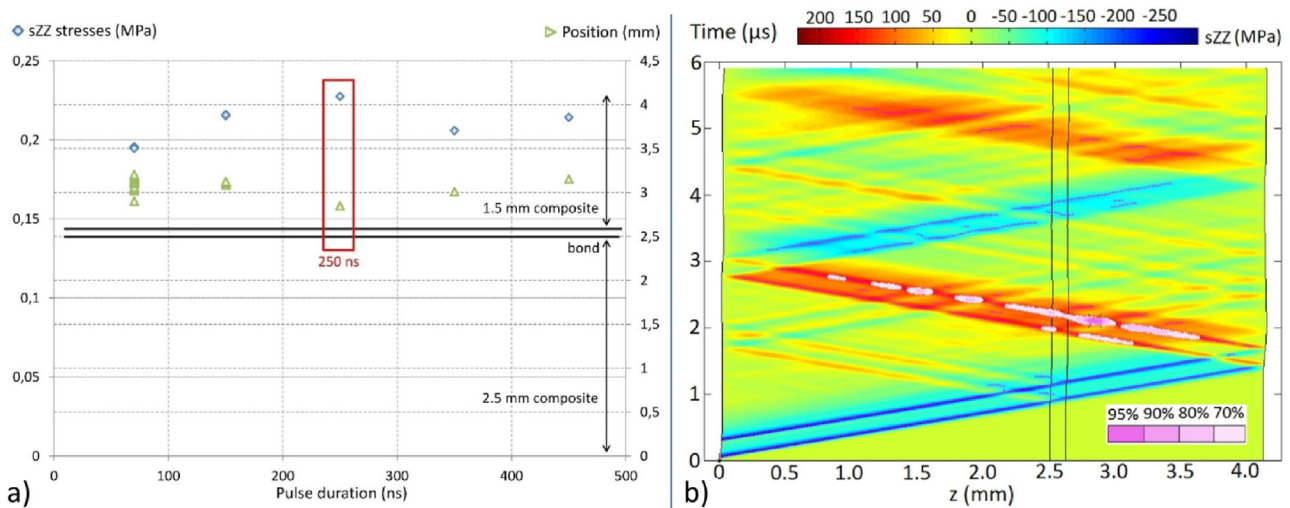 sZZ stresses (MPa)
Position (mm)
0,25
0,2
0,15
0,1
0,05
0
4,5
4
3,5
3
2,5
2
1,5
1
0,5
0
1.5 mm composite
bond
250 ns
2.5 mm composite
0 100 200 300 400 500
Pulse duration (ns)
a)
200 150 100 50 0 -50 -100 -150 -200 -250
Time (µs)
sZZ (MPa)
6
5
4
3
2
1
0
95% 90% 80% 70%
0 0.5 1.0 1.5 2.0 2.5 3.0 3.5 4.0
z (mm)
b)